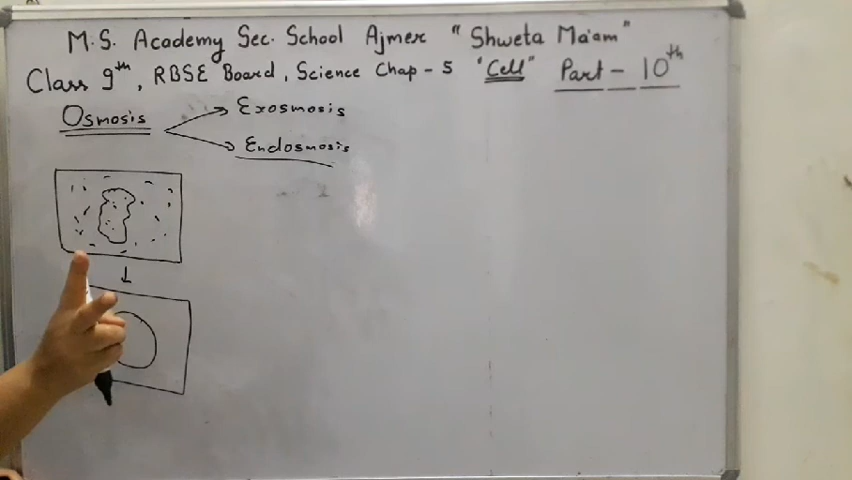 M.S. Academy Sec. School Ajmer "Shweta Ma'am"
Class 9th, RBSE Board, Science Chap - 5 "Cell" Part - 10th
Osmosis
Exosmosis
Endosmosis